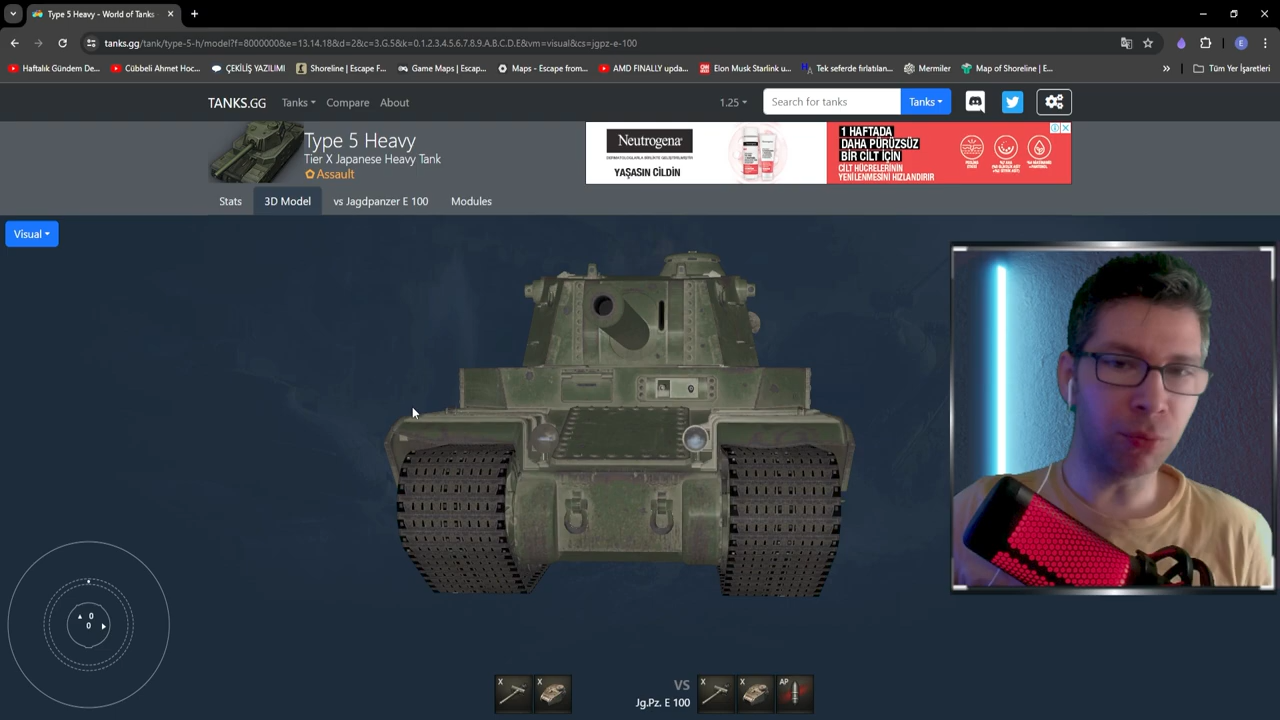 Type 5 Heavy - World of Tanks
tanks.gg/tank/type-5-h/model?f=8000000&e=13.14.18&d=2&c=3.G.5&k=0.1.2.3.4.5.6.7.8.9.A.B.C.D.E&vm=visual&cs=jgpz-e-100
E
Haftalık Gündem De...
Cübbeli Ahmet Hoc...
ÇEKİLİŞ YAZILIMI
Shoreline | Escape F...
Game Maps | Escap...
Maps - Escape from...
AMD FINALLY upda...
Elon Musk Starlink u...
Tek seferde fırlatılan...
Mermiler
Map of Shoreline | E...
Tüm Yer İşaretleri
TANKS.GG
Tanks
Compare
About
1.25
Search for tanks
Tanks
Type 5 Heavy
Tier X Japanese Heavy Tank
Assault
Neutrogena
YAŞASIN CİLDİN
1 HAFTADA
DAHA PÜRÜZSÜZ
BİR CİLT İÇİN
CİLT HÜCRELERİNİN
YENİLENMESİNİ HIZLANDIRIR
Stats
3D Model
vs Jagdpanzer E 100
Modules
Visual
0
0
X
X
VS
Jg.Pz. E 100
X
X
AP